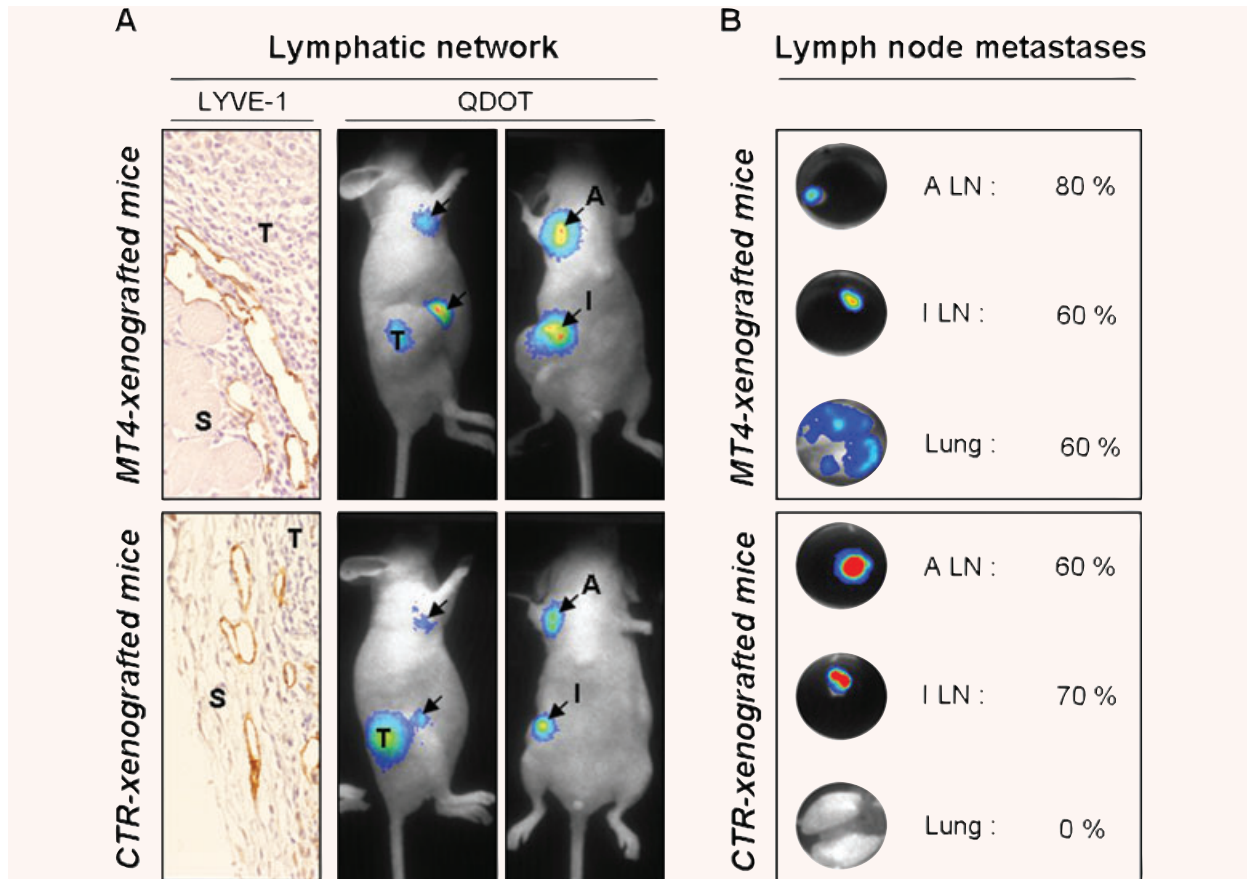 A
Lymphatic network
LYVE-1
QDOT
MT4-xenografted mice
T
S
T
A
I
CTR-xenografted mice
T
S
T
A
I
B
Lymph node metastases
MT4-xenografted mice
A LN : 80 %
I LN : 60 %
Lung : 60 %
CTR-xenografted mice
A LN : 60 %
I LN : 70 %
Lung : 0 %